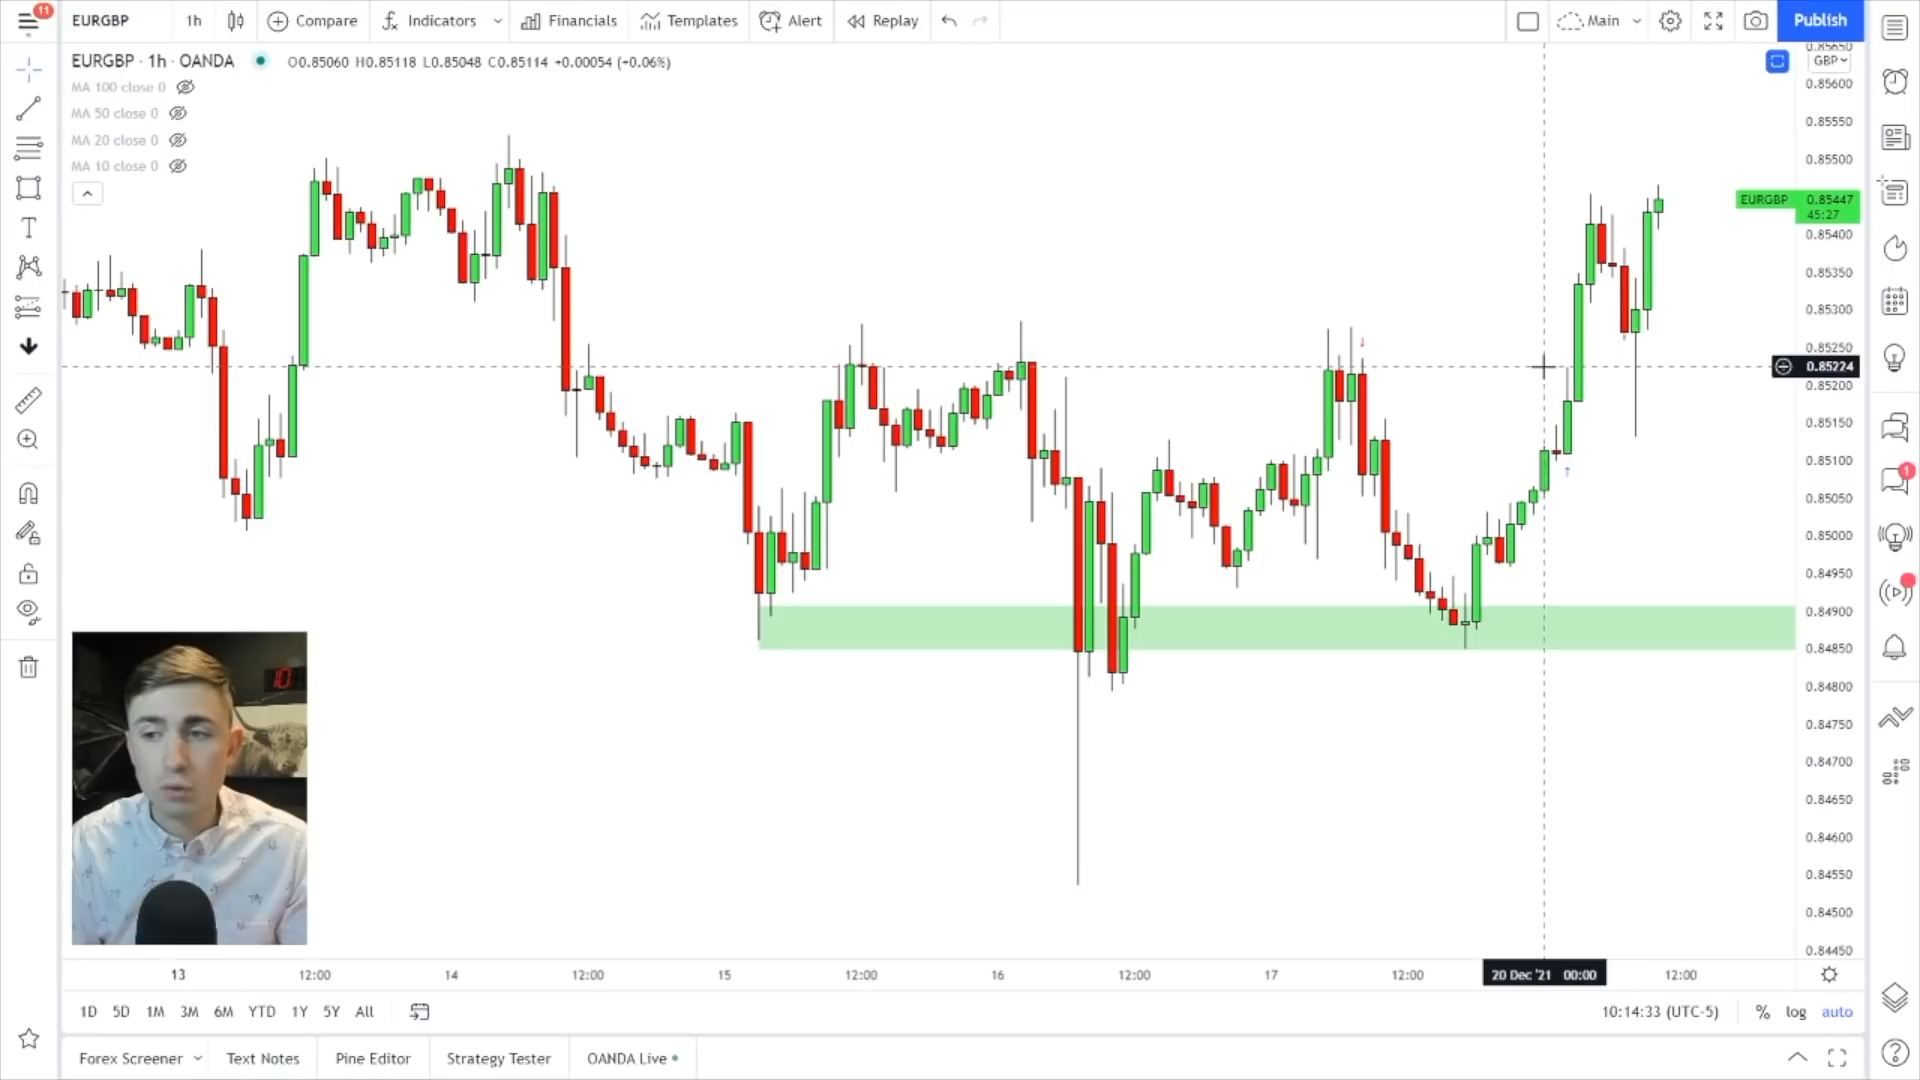 11
EURGBP 1h Compare Indicators Financials Templates Alert Replay Main Publish
EURGBP · 1h · OANDA O0.85060 H0.85118 L0.85048 C0.85114 +0.00054 (+0.06%)
MA 100 close 0
MA 50 close 0
MA 20 close 0
MA 10 close 0
0.85650
GBP
0.85600
0.85550
0.85500
EURGBP 0.85447
45:27
0.85400
0.85350
0.85300
0.85250
0.85224
0.85200
0.85150
0.85100
0.85050
0.85000
0.84950
0.84900
0.84850
0.84800
0.84750
0.84700
0.84650
0.84600
0.84550
0.84500
0.84450
1
10
13 12:00 14 12:00 15 12:00 16 12:00 17 12:00 20 Dec '21 00:00 12:00
1D 5D 1M 3M 6M YTD 1Y 5Y All 10:14:33 (UTC-5) % log auto
Forex Screener Text Notes Pine Editor Strategy Tester OANDA Live